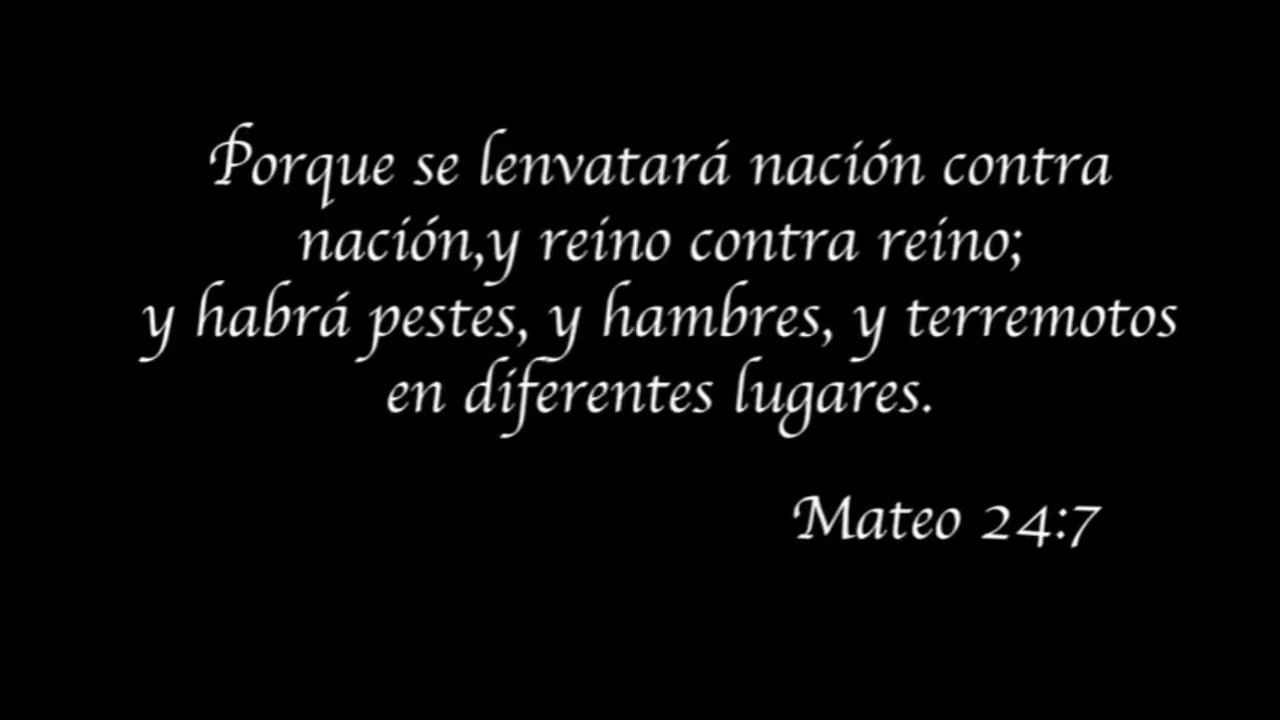 Porque se lenvatará nación contra
nación,y reino contra reino;
y habrá pestes, y hambres, y terremotos
en diferentes lugares.
Mateo 24:7